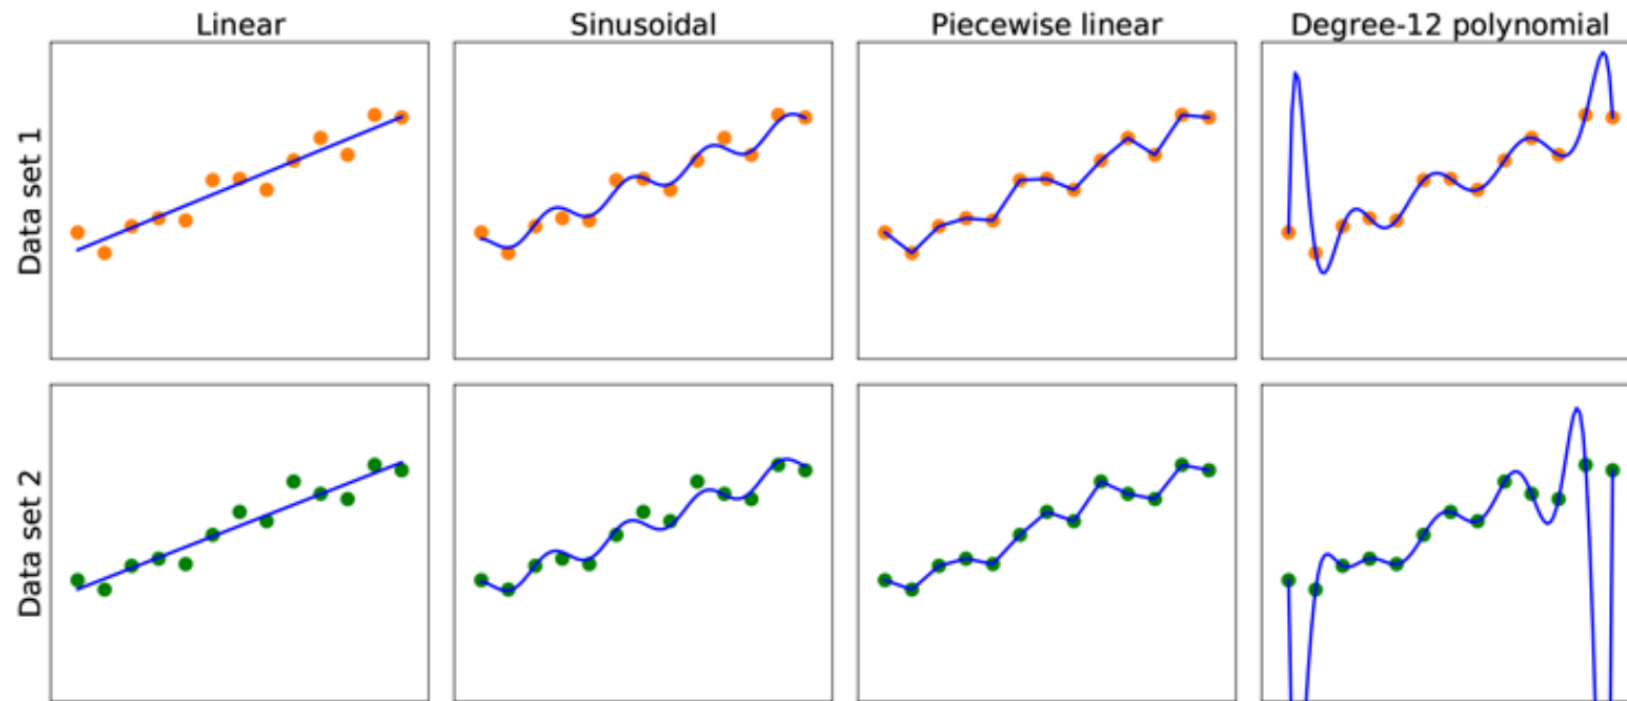 Linear
Sinusoidal
Piecewise linear
Degree-12 polynomial
Data set 1
Data set 2